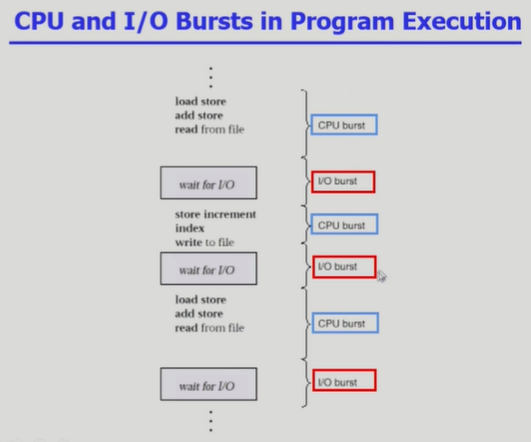 CPU and I/O Bursts in Program Execution
load store
add store
read from file
CPU burst
wait for I/O
I/O burst
store increment
index
write to file
CPU burst
wait for I/O
I/O burst
load store
add store
read from file
CPU burst
wait for I/O
I/O burst